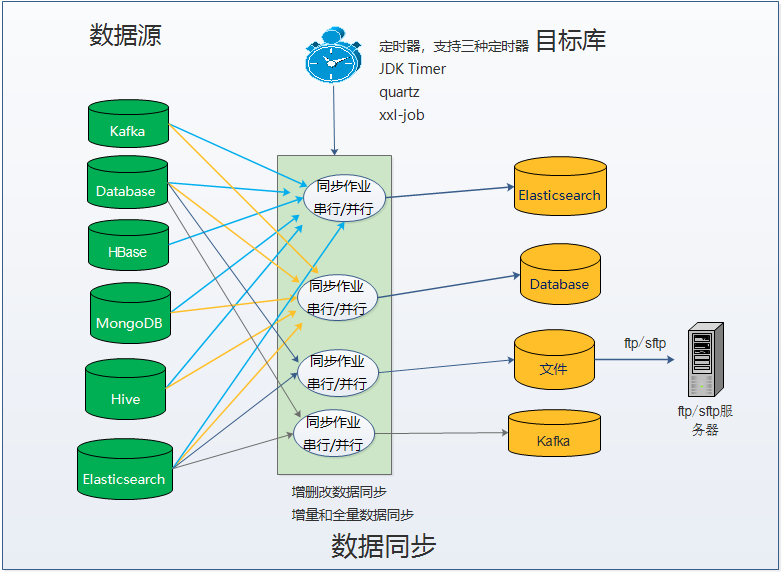 数据源
定时器，支持三种定时器
JDK Timer
quartz
xxl-job
目标库
Kafka
Database
HBase
MongoDB
Hive
Elasticsearch
同步作业
串行/并行
同步作业
串行/并行
同步作业
串行/并行
同步作业
串行/并行
Elasticsearch
Database
文件
ftp/sftp
ftp/sftp服
务器
Kafka
增删改数据同步
增量和全量数据同步
数据同步